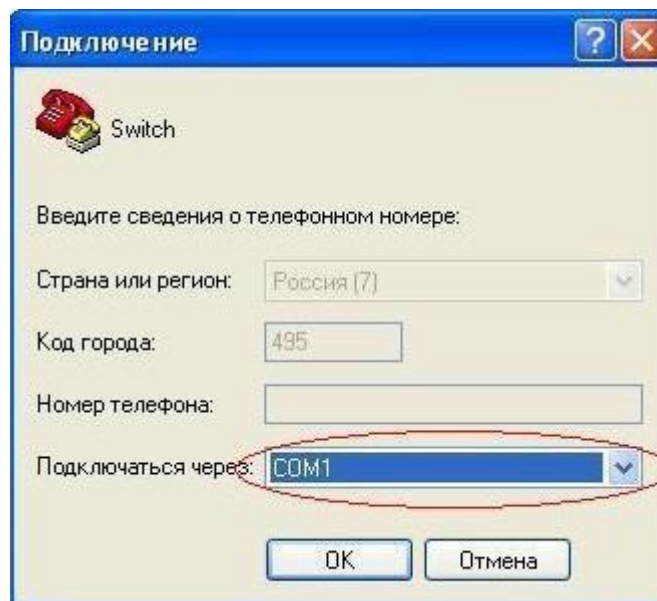 Подключение
Switch
Введите сведения о телефонном номере:
Страна или регион: Россия (7)
Код города: 495
Номер телефона:
Подключаться через: COM1
OK Отмена